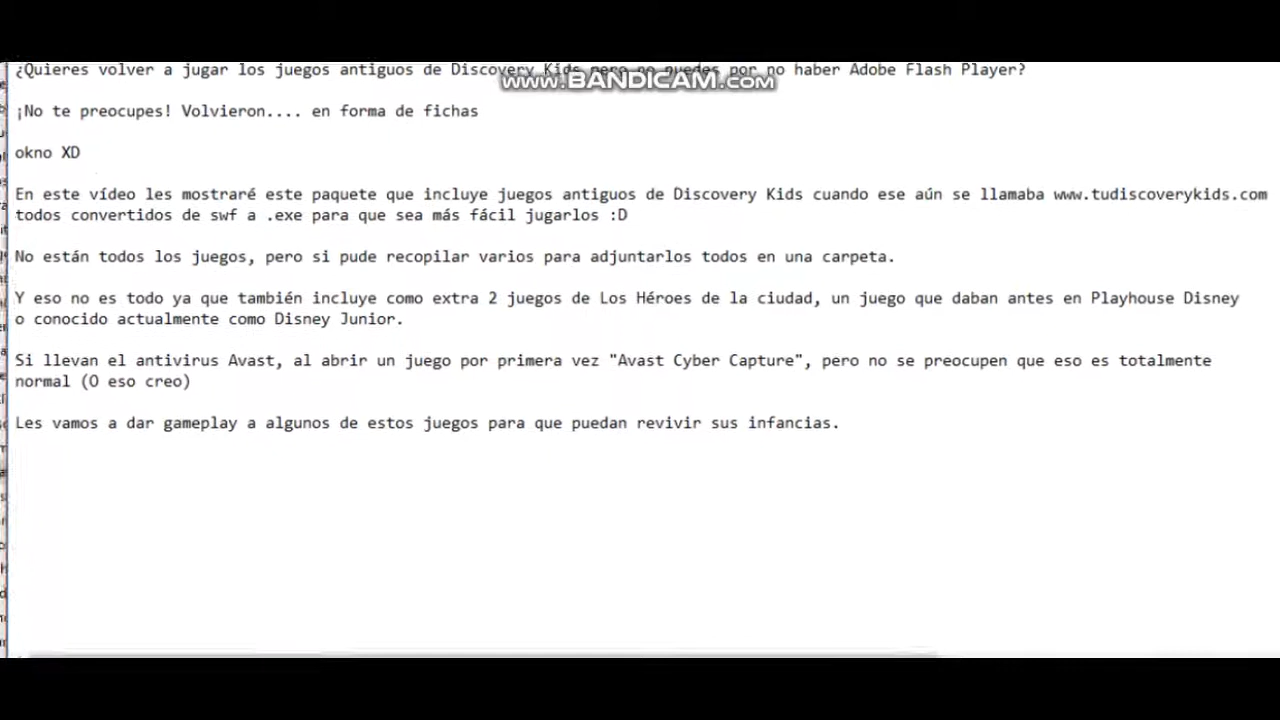 ¿Quieres volver a jugar los juegos antiguos de Discovery Kids pero no puedes por no haber Adobe Flash Player?
www.BANDICAM.com
¡No te preocupes! Volvieron.... en forma de fichas
okno XD
En este vídeo les mostraré este paquete que incluye juegos antiguos de Discovery Kids cuando ese aún se llamaba www.tudiscoverykids.com
todos convertidos de swf a .exe para que sea más fácil jugarlos :D
No están todos los juegos, pero si pude recopilar varios para adjuntarlos todos en una carpeta.
Y eso no es todo ya que también incluye como extra 2 juegos de Los Héroes de la ciudad, un juego que daban antes en Playhouse Disney
o conocido actualmente como Disney Junior.
Si llevan el antivirus Avast, al abrir un juego por primera vez "Avast Cyber Capture", pero no se preocupen que eso es totalmente
normal (O eso creo)
Les vamos a dar gameplay a algunos de estos juegos para que puedan revivir sus infancias.